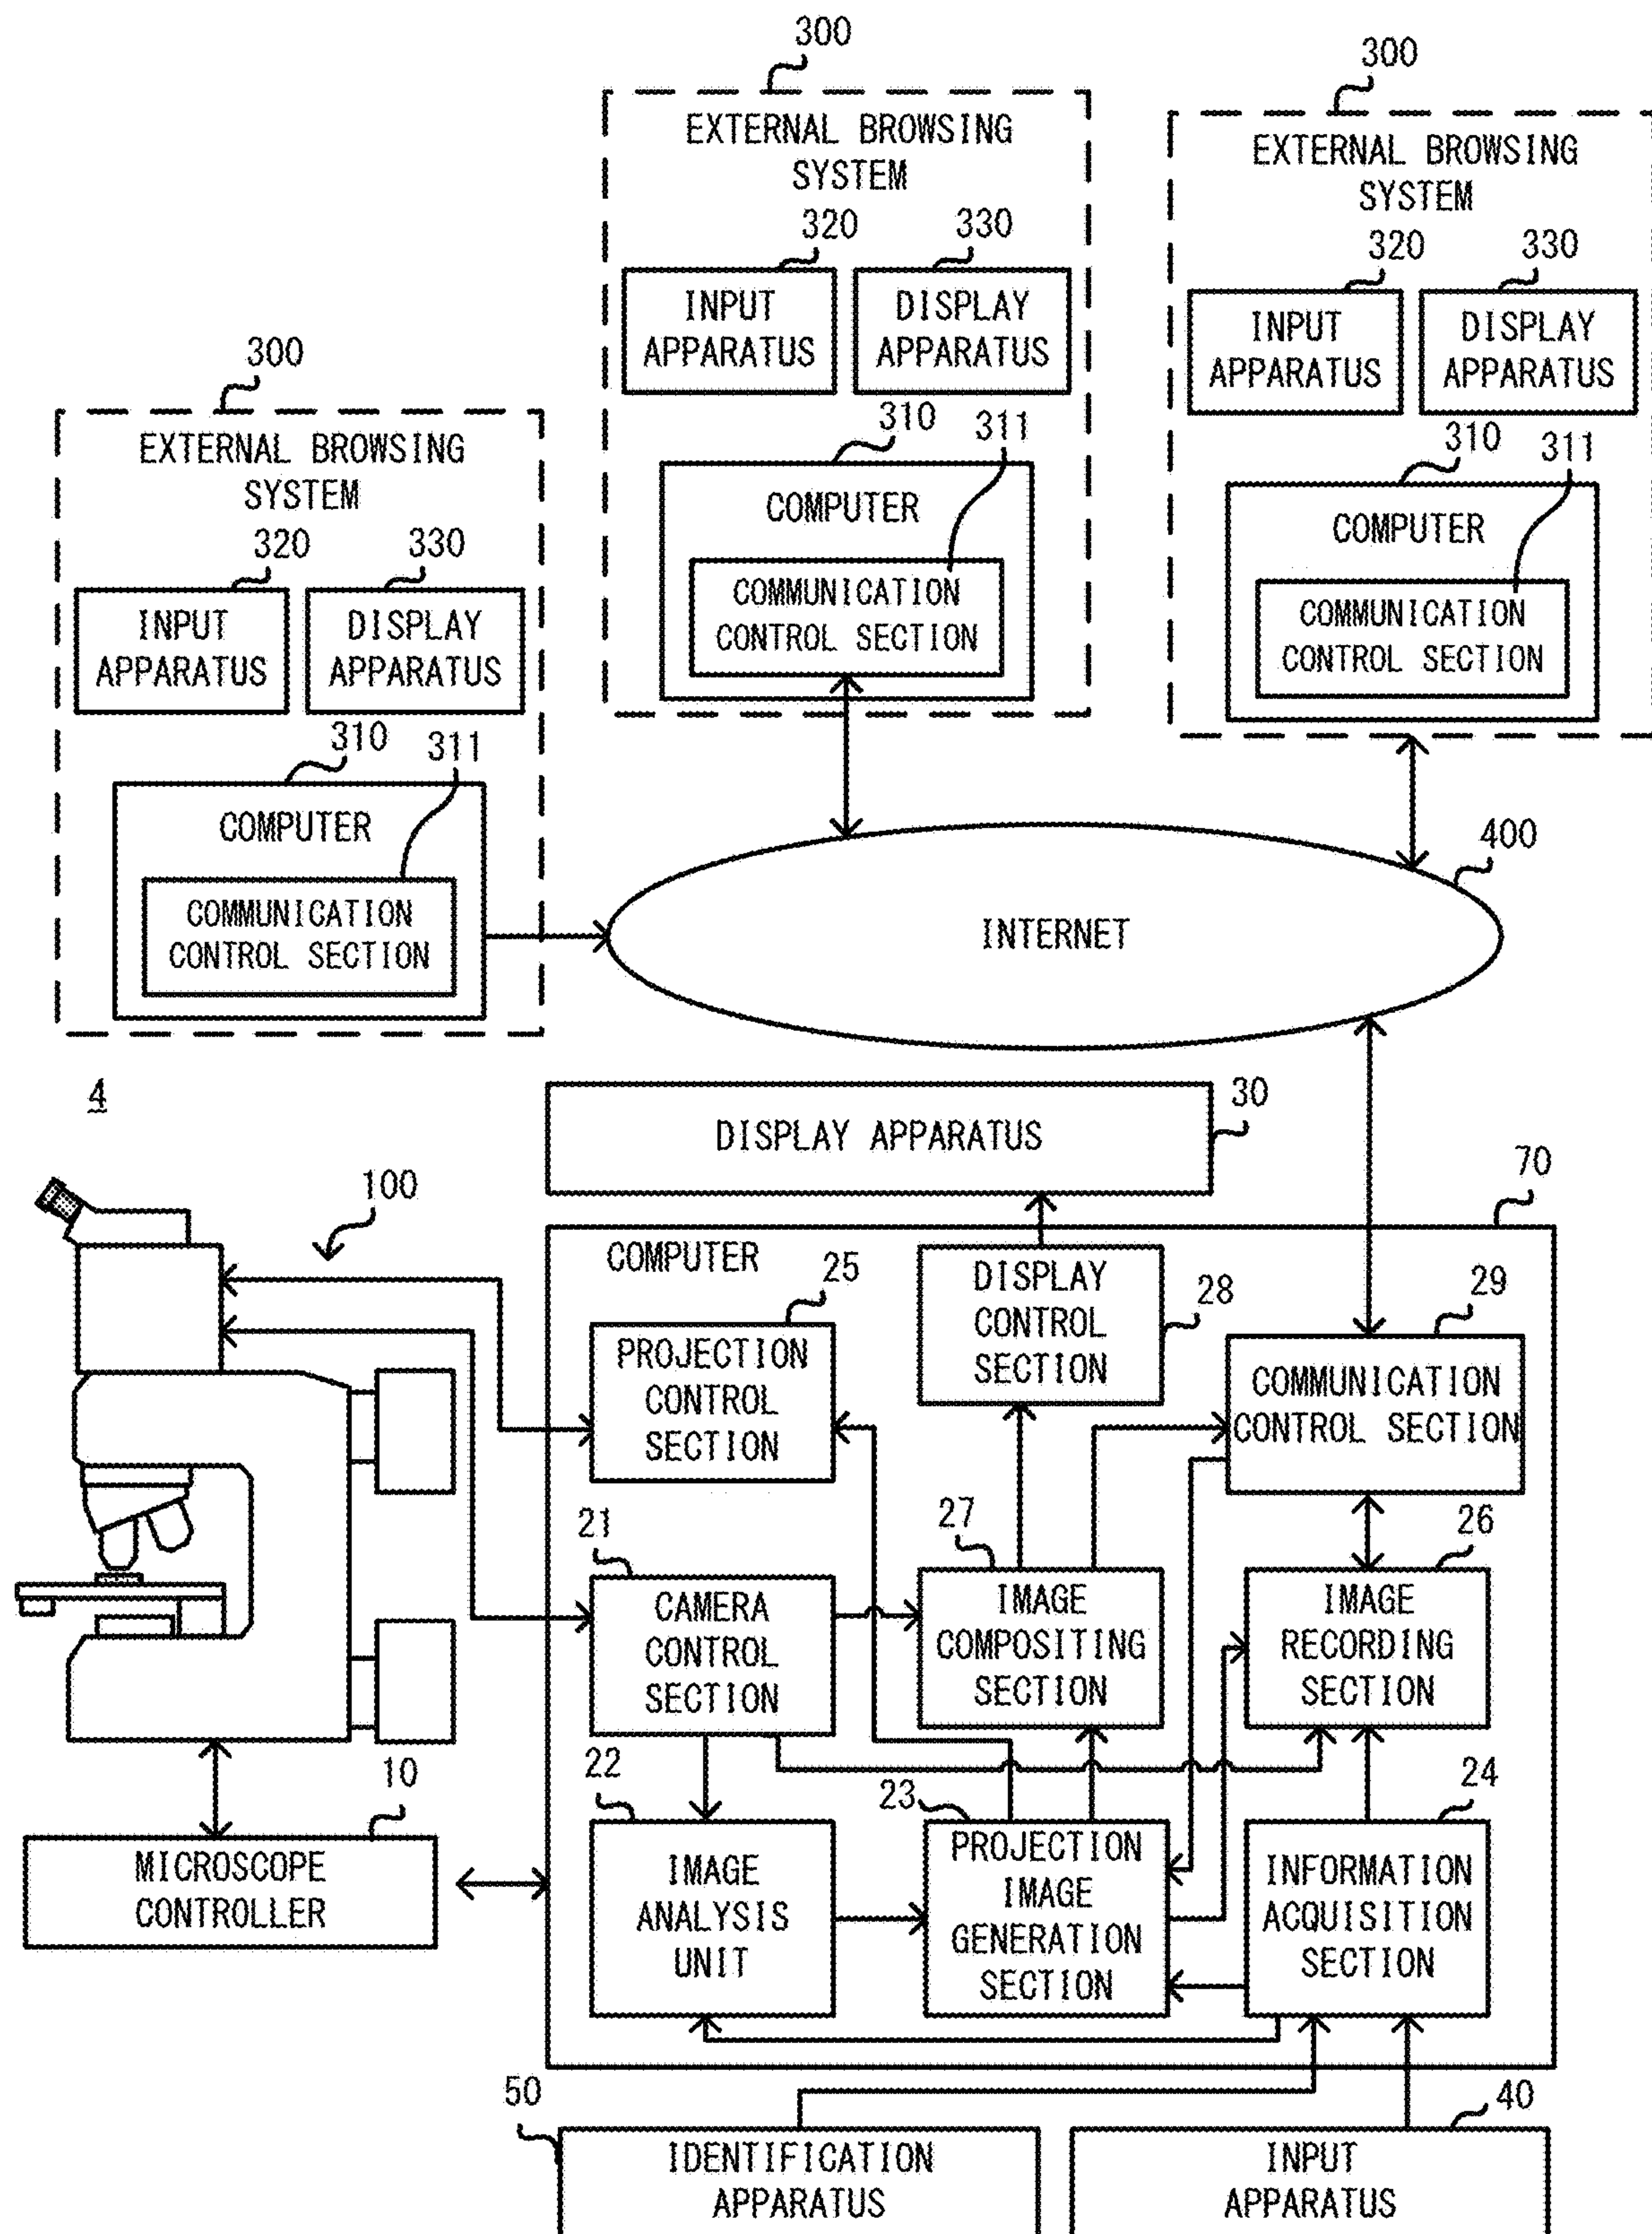 300
EXTERNAL BROWSING
SYSTEM
320
330
INPUT
APPARATUS
DISPLAY
APPARATUS
310
311
COMPUTER
COMMUNICATION
CONTROL SECTION
300
EXTERNAL BROWSING
SYSTEM
320
330
INPUT
APPARATUS
DISPLAY
APPARATUS
310
311
COMPUTER
COMMUNICATION
CONTROL SECTION
300
EXTERNAL BROWSING
SYSTEM
320
330
INPUT
APPARATUS
DISPLAY
APPARATUS
310
311
COMPUTER
COMMUNICATION
CONTROL SECTION
400
INTERNET
4
30
DISPLAY APPARATUS
100
70
COMPUTER
25
PROJECTION
CONTROL
SECTION
DISPLAY
CONTROL
SECTION
28
29
COMMUNICATION
CONTROL SECTION
21
CAMERA
CONTROL
SECTION
27
IMAGE
COMPOSITING
SECTION
26
IMAGE
RECORDING
SECTION
10
MICROSCOPE
CONTROLLER
22
IMAGE
ANALYSIS
UNIT
23
PROJECTION
IMAGE
GENERATION
SECTION
24
INFORMATION
ACQUISITION
SECTION
50
IDENTIFICATION
APPARATUS
40
INPUT
APPARATUS